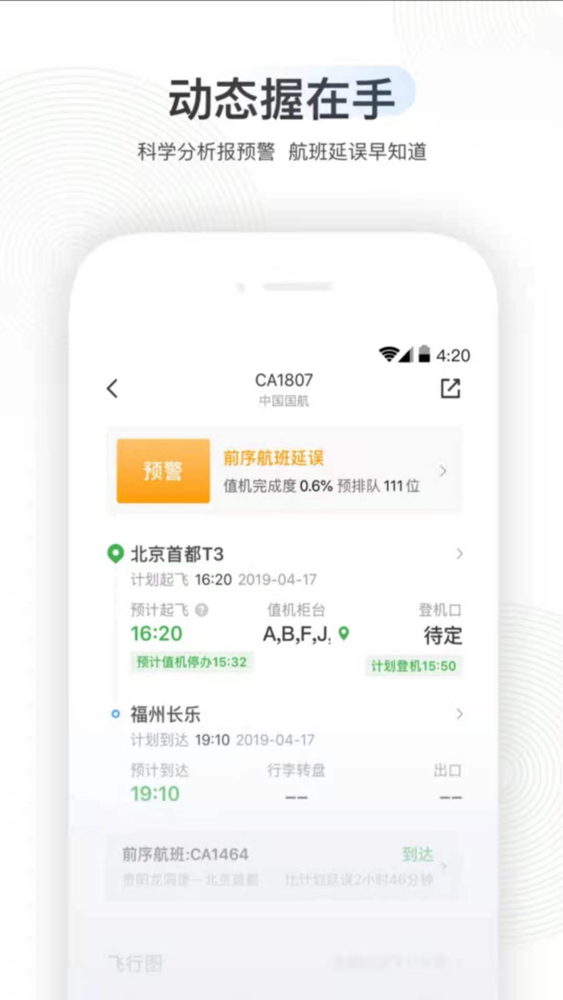 动态握在手
科学分析报预警 航班延误早知道
4:20
CA1807
中国国航
预警
前序航班延误
值机完成度 0.6% 预排队 111 位
北京首都T3
计划起飞 16:20 2019-04-17
预计起飞 ? 值机柜台 登机口
16:20 A,B,F,J, 待定
预计值机停办15:32 计划登机15:50
福州长乐
计划到达 19:10 2019-04-17
预计到达 行李转盘 出口
19:10 -- --
前序航班:CA1464 到达
贵阳龙洞堡－北京首都 比计划延误2小时46分钟
飞行图